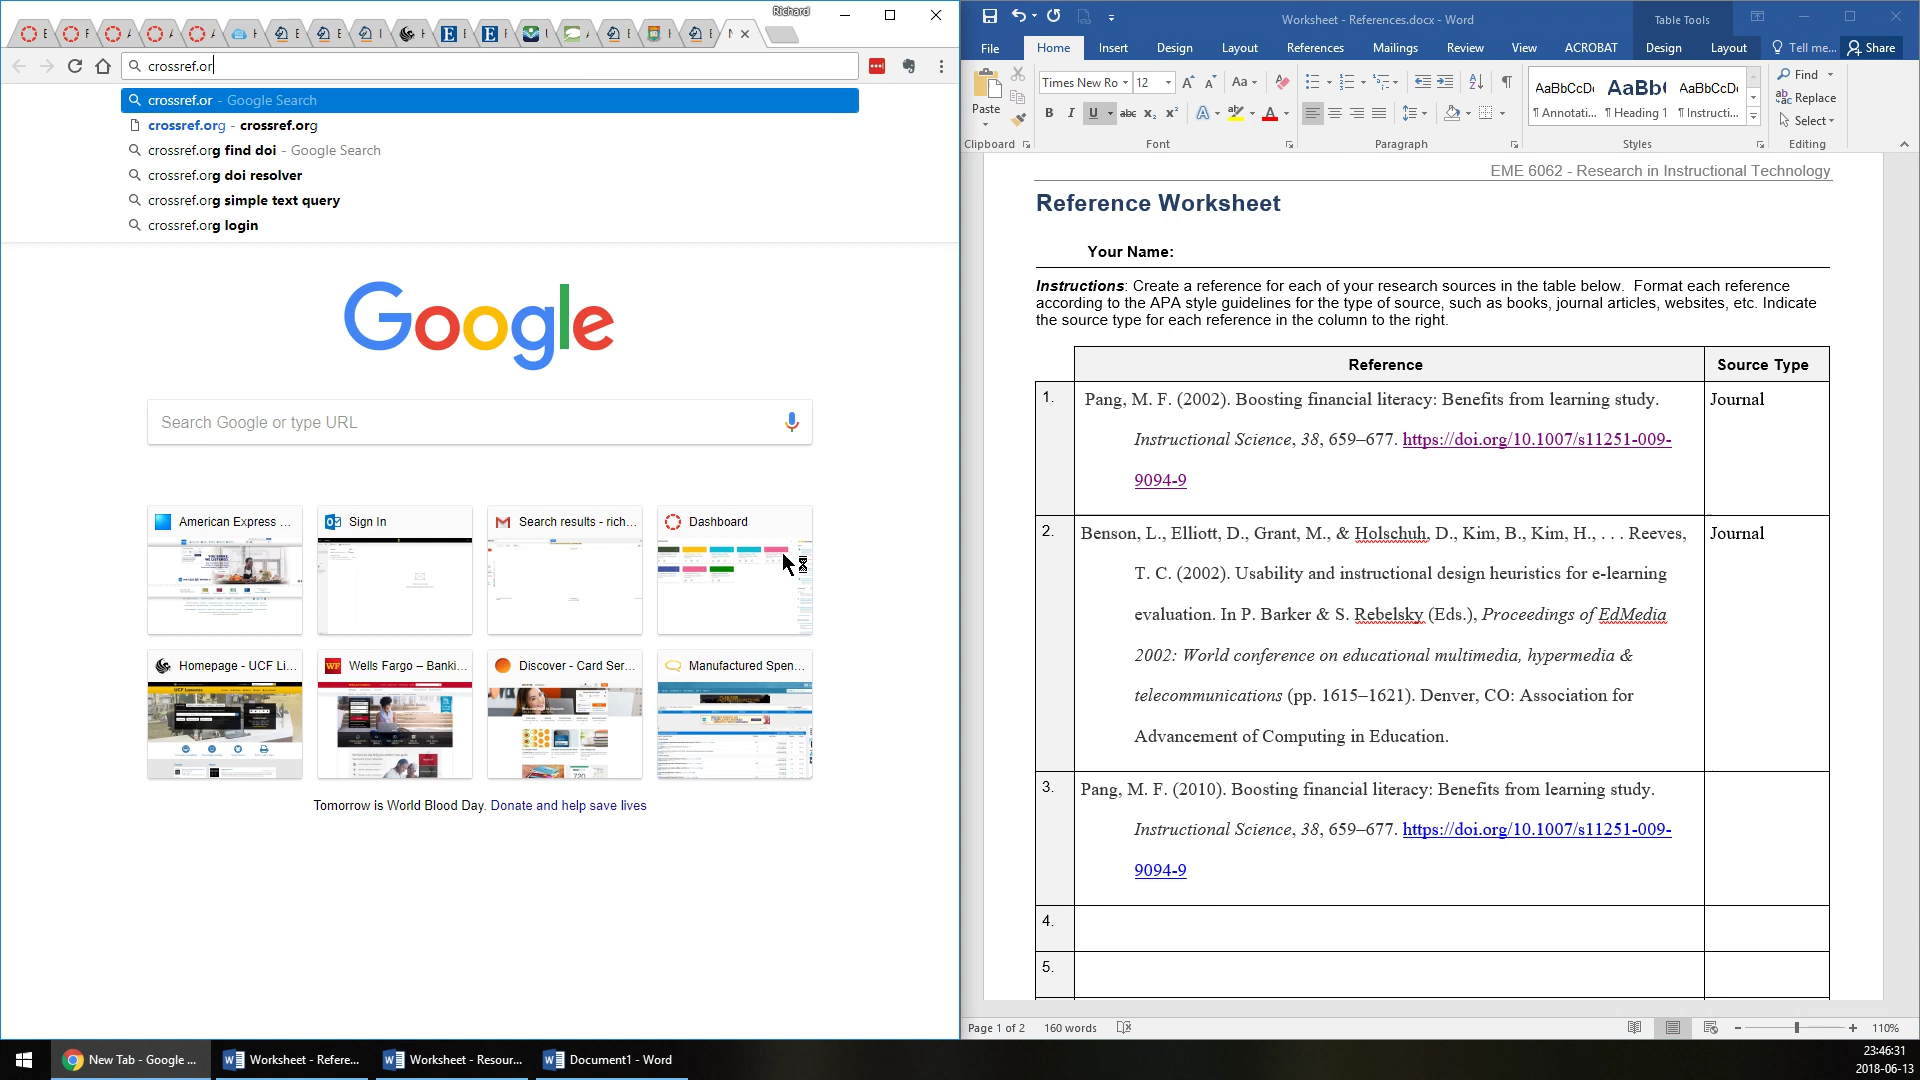 Richard
crossref.or
crossref.or - Google Search
crossref.org - crossref.org
crossref.org find doi - Google Search
crossref.org doi resolver
crossref.org simple text query
crossref.org login
Google
Search Google or type URL
American Express ...
Sign In
Search results - rich...
Dashboard
Homepage - UCF Li...
Wells Fargo – Banki...
Discover - Card Ser...
Manufactured Spen...
Tomorrow is World Blood Day. Donate and help save lives
Worksheet - References.docx - Word
Table Tools
File
Home
Insert
Design
Layout
References
Mailings
Review
View
ACROBAT
Design
Layout
Tell me...
Share
Paste
Clipboard
Times New Ro
12
Font
Paragraph
AaBbCcDc
AaBb(
AaBbCcDc
¶ Annotati...
¶ Heading 1
¶ Instructi...
Styles
Find
Replace
Select
Editing
EME 6062 - Research in Instructional Technology
Reference Worksheet
Your Name:
Instructions: Create a reference for each of your research sources in the table below. Format each reference
according to the APA style guidelines for the type of source, such as books, journal articles, websites, etc. Indicate
the source type for each reference in the column to the right.
Reference
Source Type
1.
Pang, M. F. (2002). Boosting financial literacy: Benefits from learning study.
Journal
Instructional Science, 38, 659–677. https://doi.org/10.1007/s11251-009-
9094-9
2.
Benson, L., Elliott, D., Grant, M., & Holschuh, D., Kim, B., Kim, H., . . . Reeves,
Journal
T. C. (2002). Usability and instructional design heuristics for e-learning
evaluation. In P. Barker & S. Rebelsky (Eds.), Proceedings of EdMedia
2002: World conference on educational multimedia, hypermedia &
telecommunications (pp. 1615–1621). Denver, CO: Association for
Advancement of Computing in Education.
3.
Pang, M. F. (2010). Boosting financial literacy: Benefits from learning study.
Instructional Science, 38, 659–677. https://doi.org/10.1007/s11251-009-
9094-9
4.
5.
Page 1 of 2
160 words
110%
New Tab - Google ...
Worksheet - Refere...
Worksheet - Resour...
Document1 - Word
23:46:31
2018-06-13